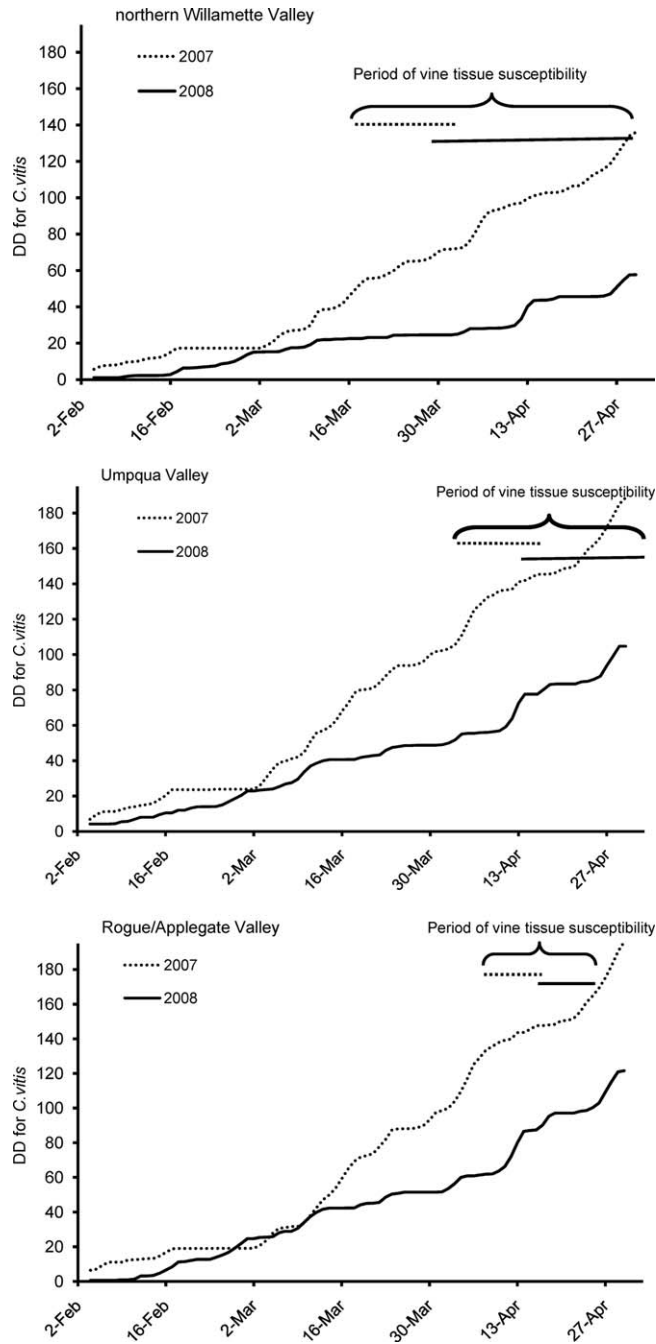 northern Willamette Valley
180
2007
Period of vine tissue susceptibility
160
2008
140
120
100
80
60
40
20
0
DD for C.vitis
2-Feb
16-Feb
2-Mar
16-Mar
30-Mar
13-Apr
27-Apr
Umpqua Valley
180
2007
Period of vine tissue susceptibility
160
2008
140
120
100
80
60
40
20
0
DD for C.vitis
2-Feb
16-Feb
2-Mar
16-Mar
30-Mar
13-Apr
27-Apr
Rogue/Applegate Valley
Period of vine tissue susceptibility
180
2007
160
2008
140
120
100
80
60
40
20
0
DD for C.vitis
2-Feb
16-Feb
2-Mar
16-Mar
30-Mar
13-Apr
27-Apr